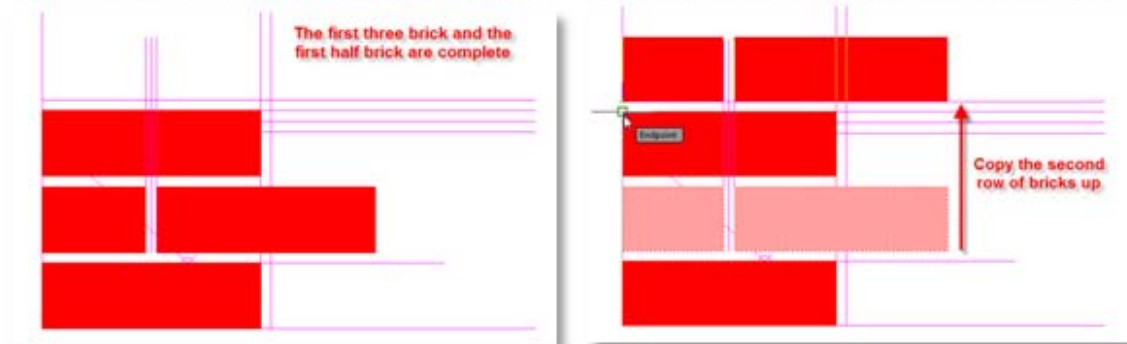 The first three brick and the
first half brick are complete
Endpoint
Copy the second
row of bricks up